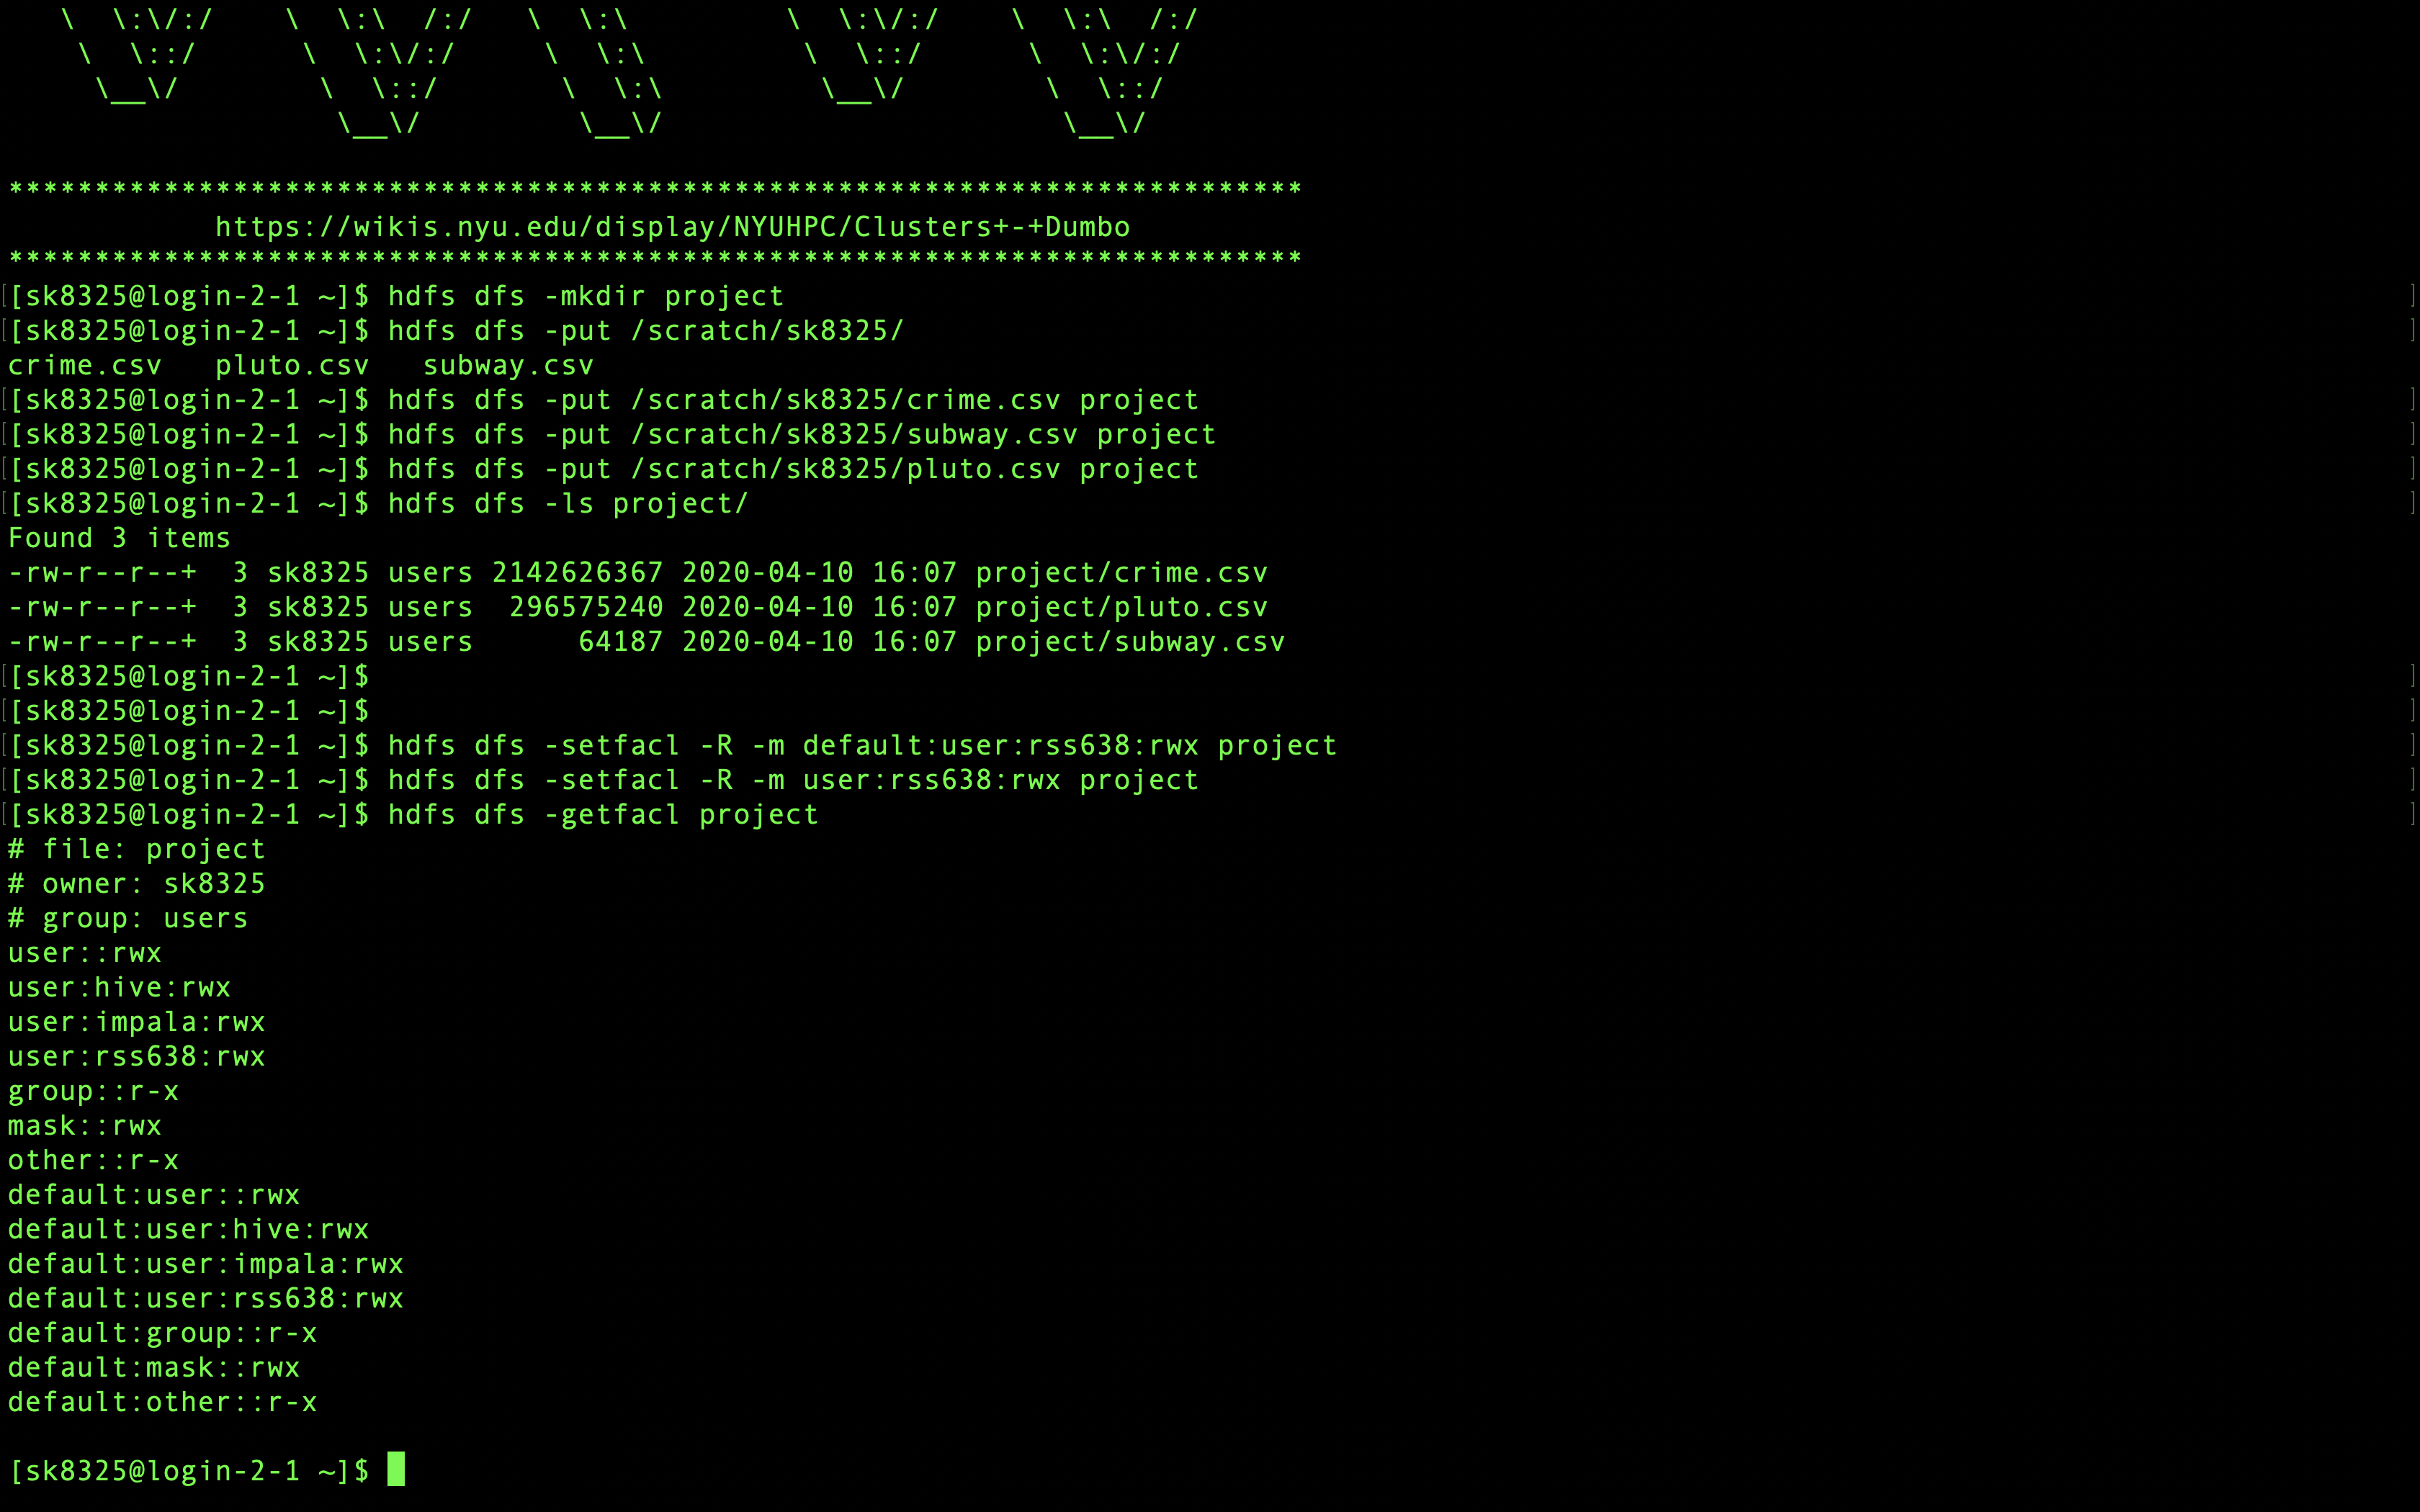 \   \:\/:/     \   \:\   /:/    \   \:\          \   \:\/:/     \   \:\   /:/
 \   \::/       \   \:\/:/      \   \:\          \   \::/       \   \:\/:/
  \__\/          \   \::/        \   \:\          \__\/          \   \::/
                  \__\/           \__\/                           \__\/
***************************************************************************
https://wikis.nyu.edu/display/NYUHPC/Clusters+-+Dumbo
***************************************************************************
[sk8325@login-2-1 ~]$ hdfs dfs -mkdir project
[sk8325@login-2-1 ~]$ hdfs dfs -put /scratch/sk8325/
crime.csv   pluto.csv   subway.csv
[sk8325@login-2-1 ~]$ hdfs dfs -put /scratch/sk8325/crime.csv project
[sk8325@login-2-1 ~]$ hdfs dfs -put /scratch/sk8325/subway.csv project
[sk8325@login-2-1 ~]$ hdfs dfs -put /scratch/sk8325/pluto.csv project
[sk8325@login-2-1 ~]$ hdfs dfs -ls project/
Found 3 items
-rw-r--r--+  3 sk8325 users 2142626367 2020-04-10 16:07 project/crime.csv
-rw-r--r--+  3 sk8325 users  296575240 2020-04-10 16:07 project/pluto.csv
-rw-r--r--+  3 sk8325 users      64187 2020-04-10 16:07 project/subway.csv
[sk8325@login-2-1 ~]$
[sk8325@login-2-1 ~]$
[sk8325@login-2-1 ~]$ hdfs dfs -setfacl -R -m default:user:rss638:rwx project
[sk8325@login-2-1 ~]$ hdfs dfs -setfacl -R -m user:rss638:rwx project
[sk8325@login-2-1 ~]$ hdfs dfs -getfacl project
# file: project
# owner: sk8325
# group: users
user::rwx
user:hive:rwx
user:impala:rwx
user:rss638:rwx
group::r-x
mask::rwx
other::r-x
default:user::rwx
default:user:hive:rwx
default:user:impala:rwx
default:user:rss638:rwx
default:group::r-x
default:mask::rwx
default:other::r-x
[sk8325@login-2-1 ~]$